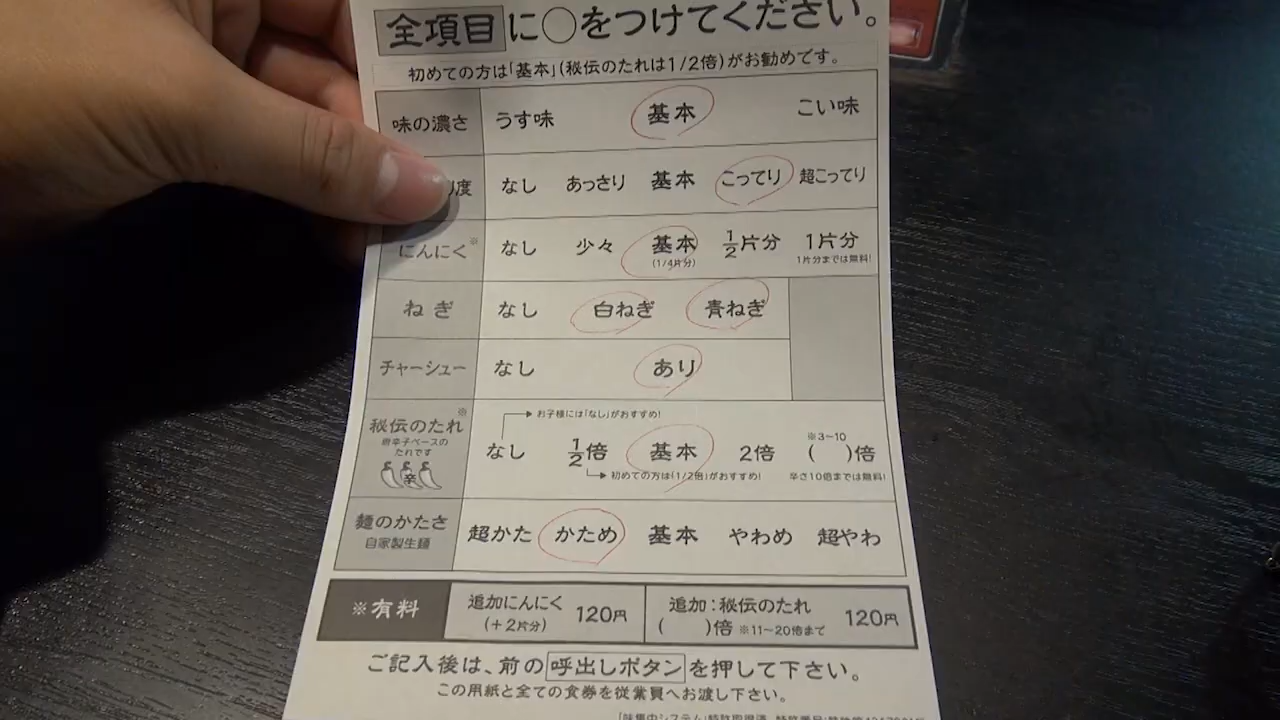 全項目に○をつけてください。
初めての方は「基本」(秘伝のたれは1/2倍)がお勧めです。
味の濃さ うす味 基本 こい味
度 なし あっさり 基本 こってり 超こってり
にんにく※ なし 少々 基本 1/2片分 1片分
(1/4片分) 1片分までは無料!
ねぎ なし 白ねぎ 青ねぎ
チャーシュー なし あり
お子様には「なし」がおすすめ!
秘伝のたれ※ なし 1/2倍 基本 2倍 ( )倍
※3~10
唐辛子ベースの
たれです
辛
初めての方は「1/2倍」がおすすめ! 辛さ10倍までは無料!
麺のかたさ 超かた かため 基本 やわめ 超やわ
自家製生麺
※有料 追加にんにく 120円 追加:秘伝のたれ 120円
(+2片分) ( )倍 ※11~20倍まで
ご記入後は、前の呼出しボタンを押して下さい。
この用紙と全ての食券を従業員へお渡し下さい。
「味集中システム」特許取得済